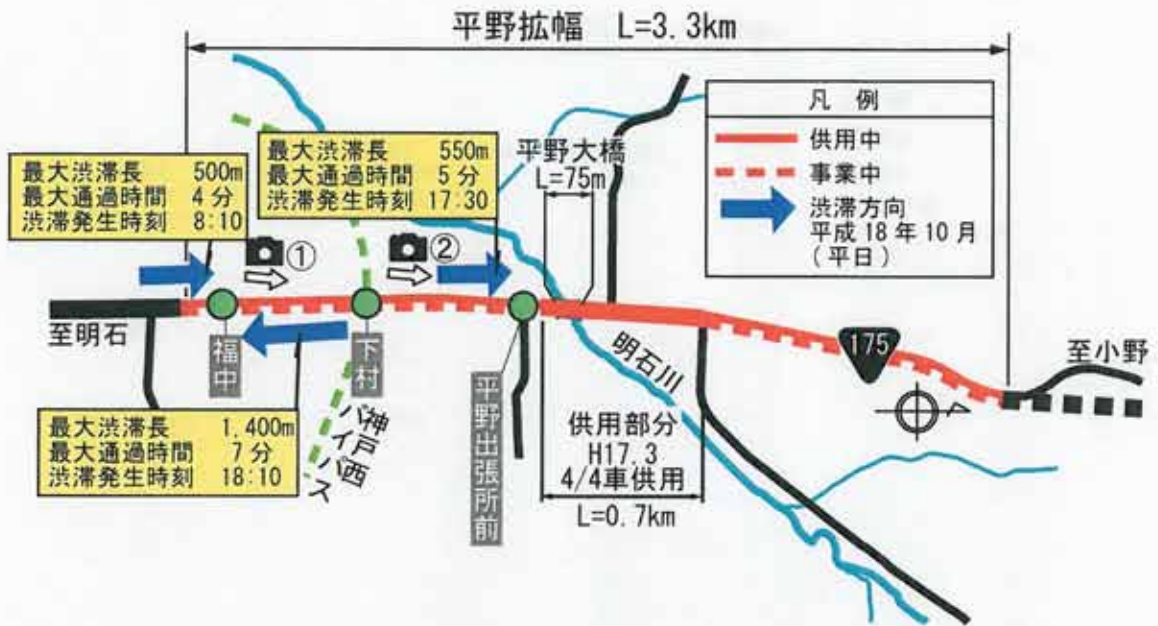 平野拡幅 L=3.3km
凡例
供用中
事業中
渋滞方向
平成18年10月
(平日)
最大渋滞長 500m
最大通過時間 4分
渋滞発生時刻 8:10
最大渋滞長 550m
最大通過時間 5分
渋滞発生時刻 17:30
平野大橋
L=75m
①
②
至明石
福中
下村
平野出張所前
明石川
175
至小野
最大渋滞長 1,400m
最大通過時間 7分
渋滞発生時刻 18:10
神戸西
バイパス
供用部分
H17.3
4/4車供用
L=0.7km